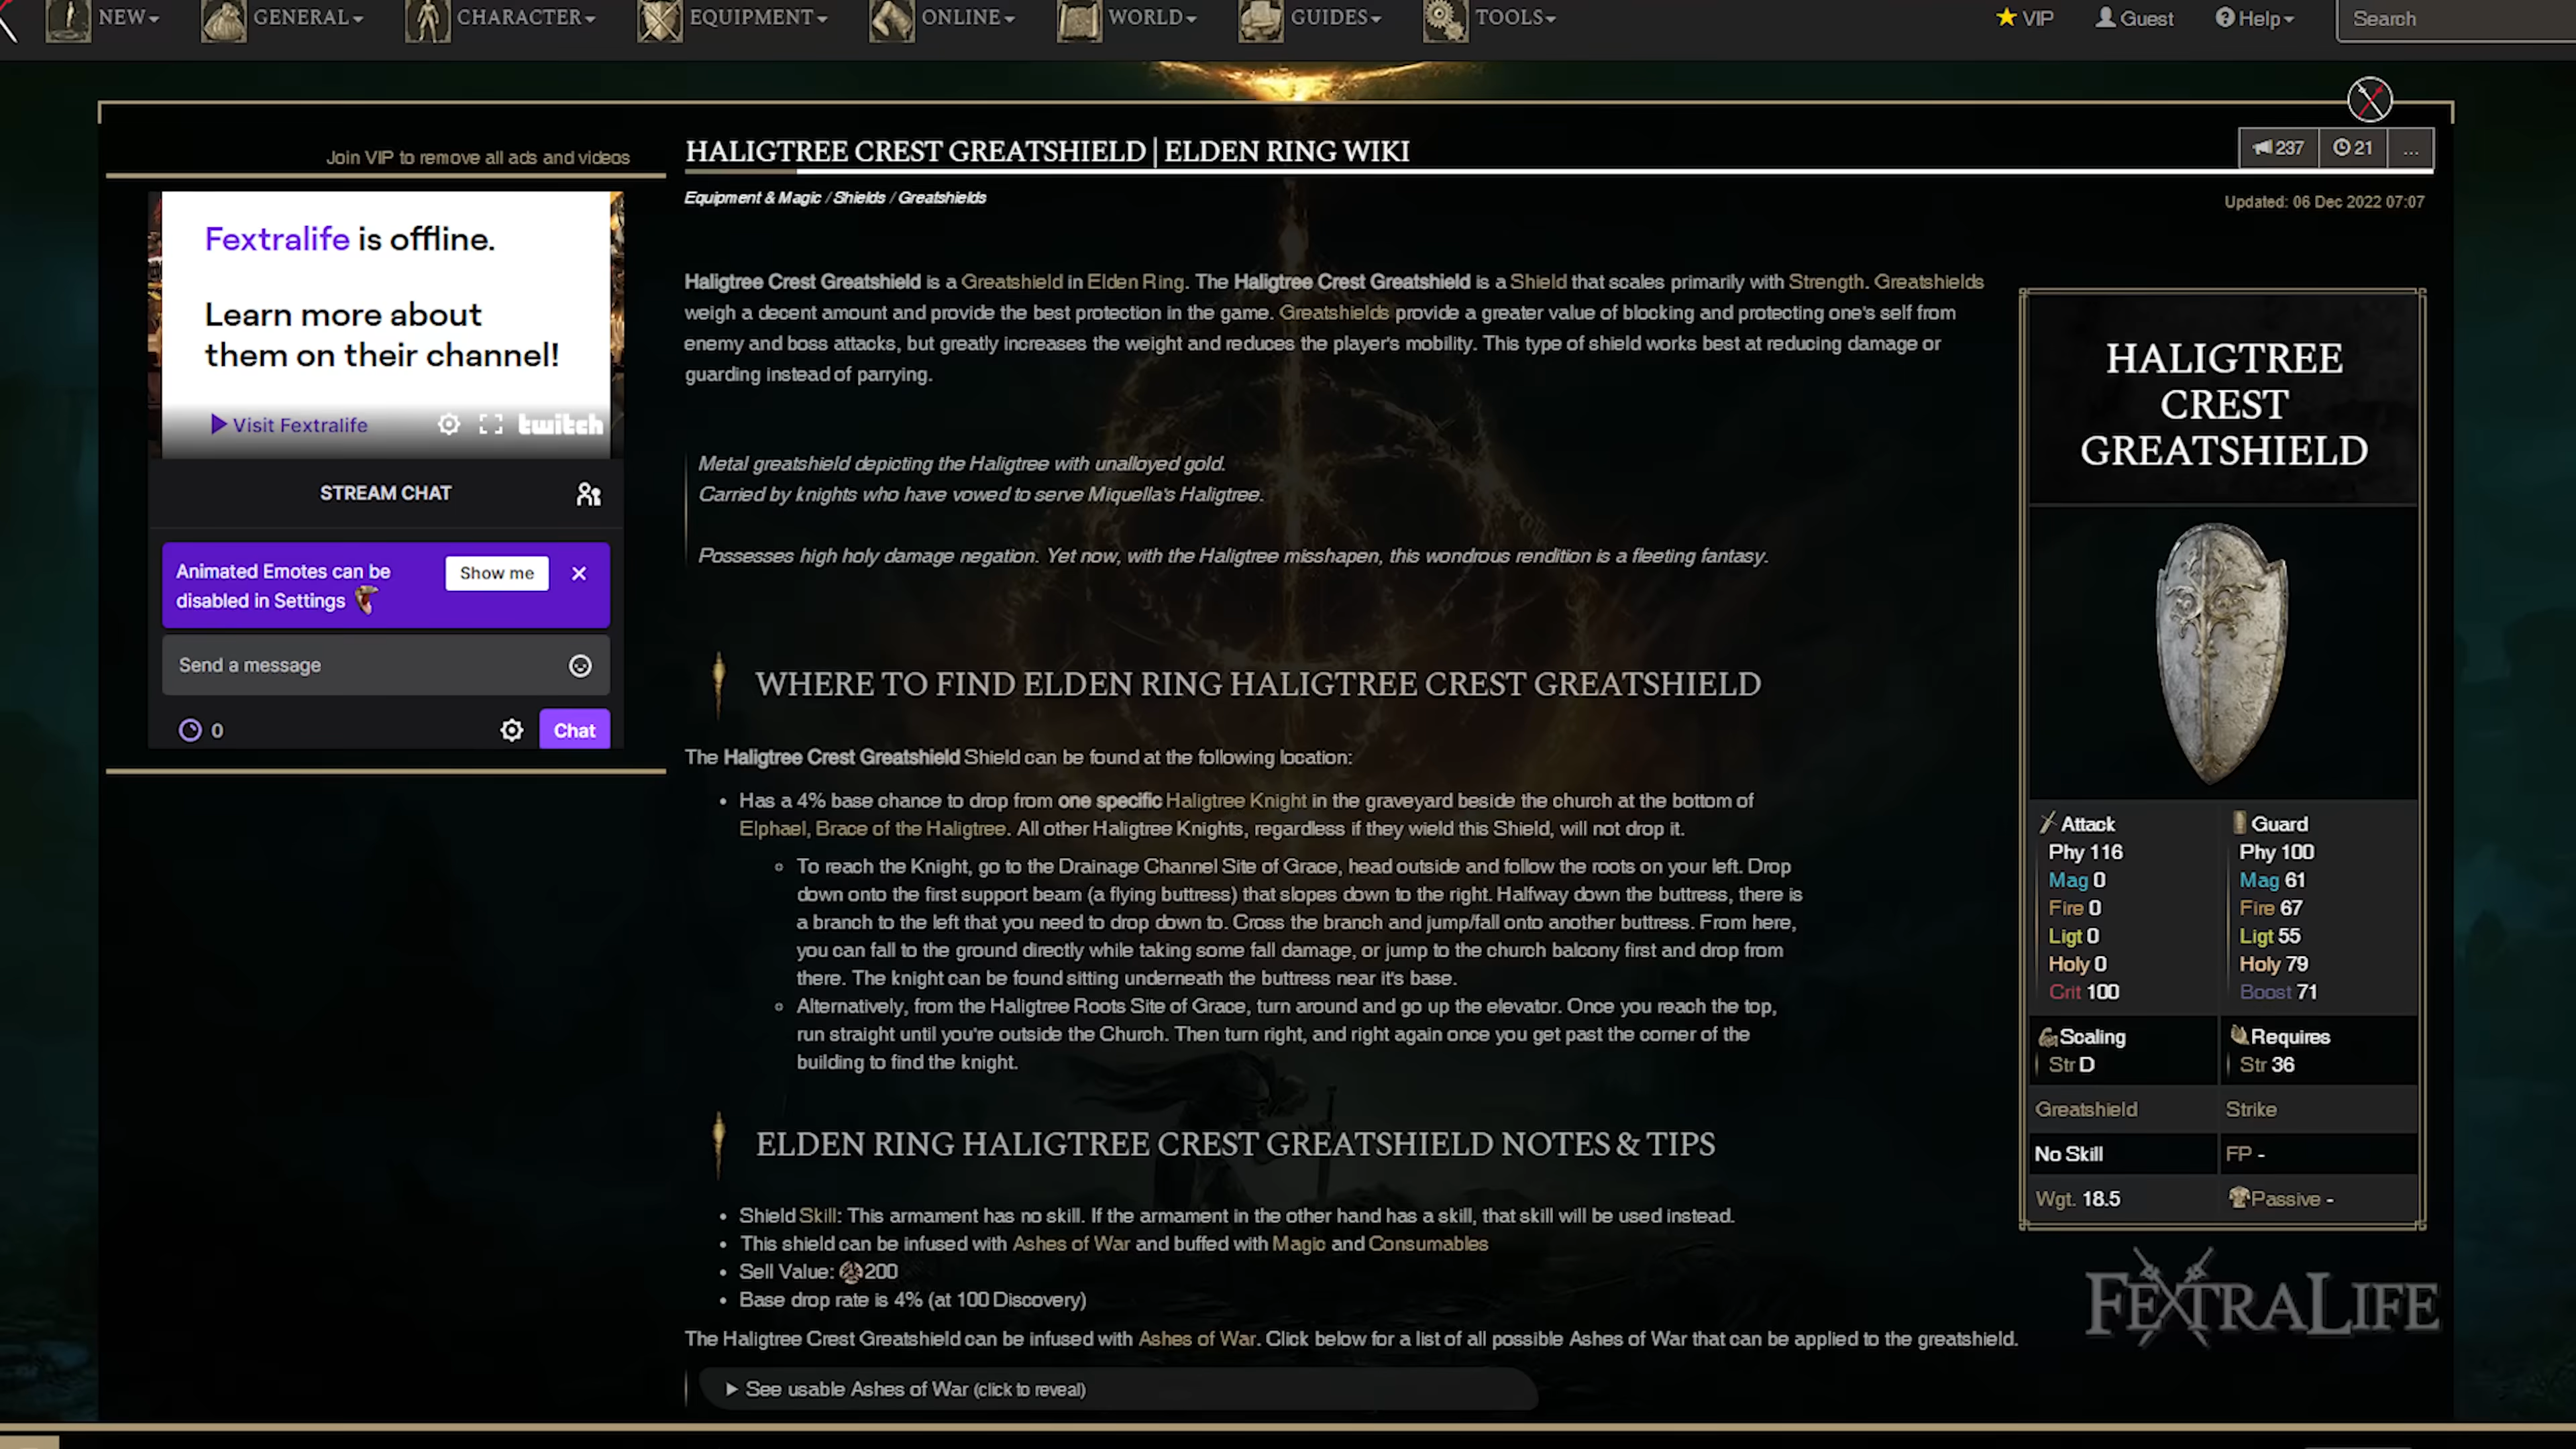 NEW GENERAL CHARACTER EQUIPMENT ONLINE WORLD GUIDES TOOLS VIP Guest Help Search
Join VIP to remove all ads and videos
Fextralife is offline.
Learn more about
them on their channel!
Visit Fextralife twitch
STREAM CHAT
Animated Emotes can be
disabled in Settings
Show me
Send a message
0
Chat
HALIGTREE CREST GREATSHIELD | ELDEN RING WIKI
237 21 ...
Equipment & Magic / Shields / Greatshields
Updated: 06 Dec 2022 07:07
Haligtree Crest Greatshield is a Greatshield in Elden Ring. The Haligtree Crest Greatshield is a Shield that scales primarily with Strength. Greatshields
weigh a decent amount and provide the best protection in the game. Greatshields provide a greater value of blocking and protecting one's self from
enemy and boss attacks, but greatly increases the weight and reduces the player's mobility. This type of shield works best at reducing damage or
guarding instead of parrying.
Metal greatshield depicting the Haligtree with unalloyed gold.
Carried by knights who have vowed to serve Miquella's Haligtree.
Possesses high holy damage negation. Yet now, with the Haligtree misshapen, this wondrous rendition is a fleeting fantasy.
WHERE TO FIND ELDEN RING HALIGTREE CREST GREATSHIELD
The Haligtree Crest Greatshield Shield can be found at the following location:
• Has a 4% base chance to drop from one specific Haligtree Knight in the graveyard beside the church at the bottom of
Elphael, Brace of the Haligtree. All other Haligtree Knights, regardless if they wield this Shield, will not drop it.
To reach the Knight, go to the Drainage Channel Site of Grace, head outside and follow the roots on your left. Drop
down onto the first support beam (a flying buttress) that slopes down to the right. Halfway down the buttress, there is
a branch to the left that you need to drop down to. Cross the branch and jump/fall onto another buttress. From here,
you can fall to the ground directly while taking some fall damage, or jump to the church balcony first and drop from
there. The knight can be found sitting underneath the buttress near it's base.
Alternatively, from the Haligtree Roots Site of Grace, turn around and go up the elevator. Once you reach the top,
run straight until you're outside the Church. Then turn right, and right again once you get past the corner of the
building to find the knight.
ELDEN RING HALIGTREE CREST GREATSHIELD NOTES & TIPS
• Shield Skill: This armament has no skill. If the armament in the other hand has a skill, that skill will be used instead.
• This shield can be infused with Ashes of War and buffed with Magic and Consumables
• Sell Value: 200
• Base drop rate is 4% (at 100 Discovery)
The Haligtree Crest Greatshield can be infused with Ashes of War. Click below for a list of all possible Ashes of War that can be applied to the greatshield.
See usable Ashes of War (click to reveal)
HALIGTREE
CREST
GREATSHIELD
Attack Guard
Phy 116 Phy 100
Mag 0 Mag 61
Fire 0 Fire 67
Ligt 0 Ligt 55
Holy 0 Holy 79
Crit 100 Boost 71
Scaling Requires
Str D Str 36
Greatshield Strike
No Skill FP -
Wgt. 18.5 Passive -
FEXTRALIFE